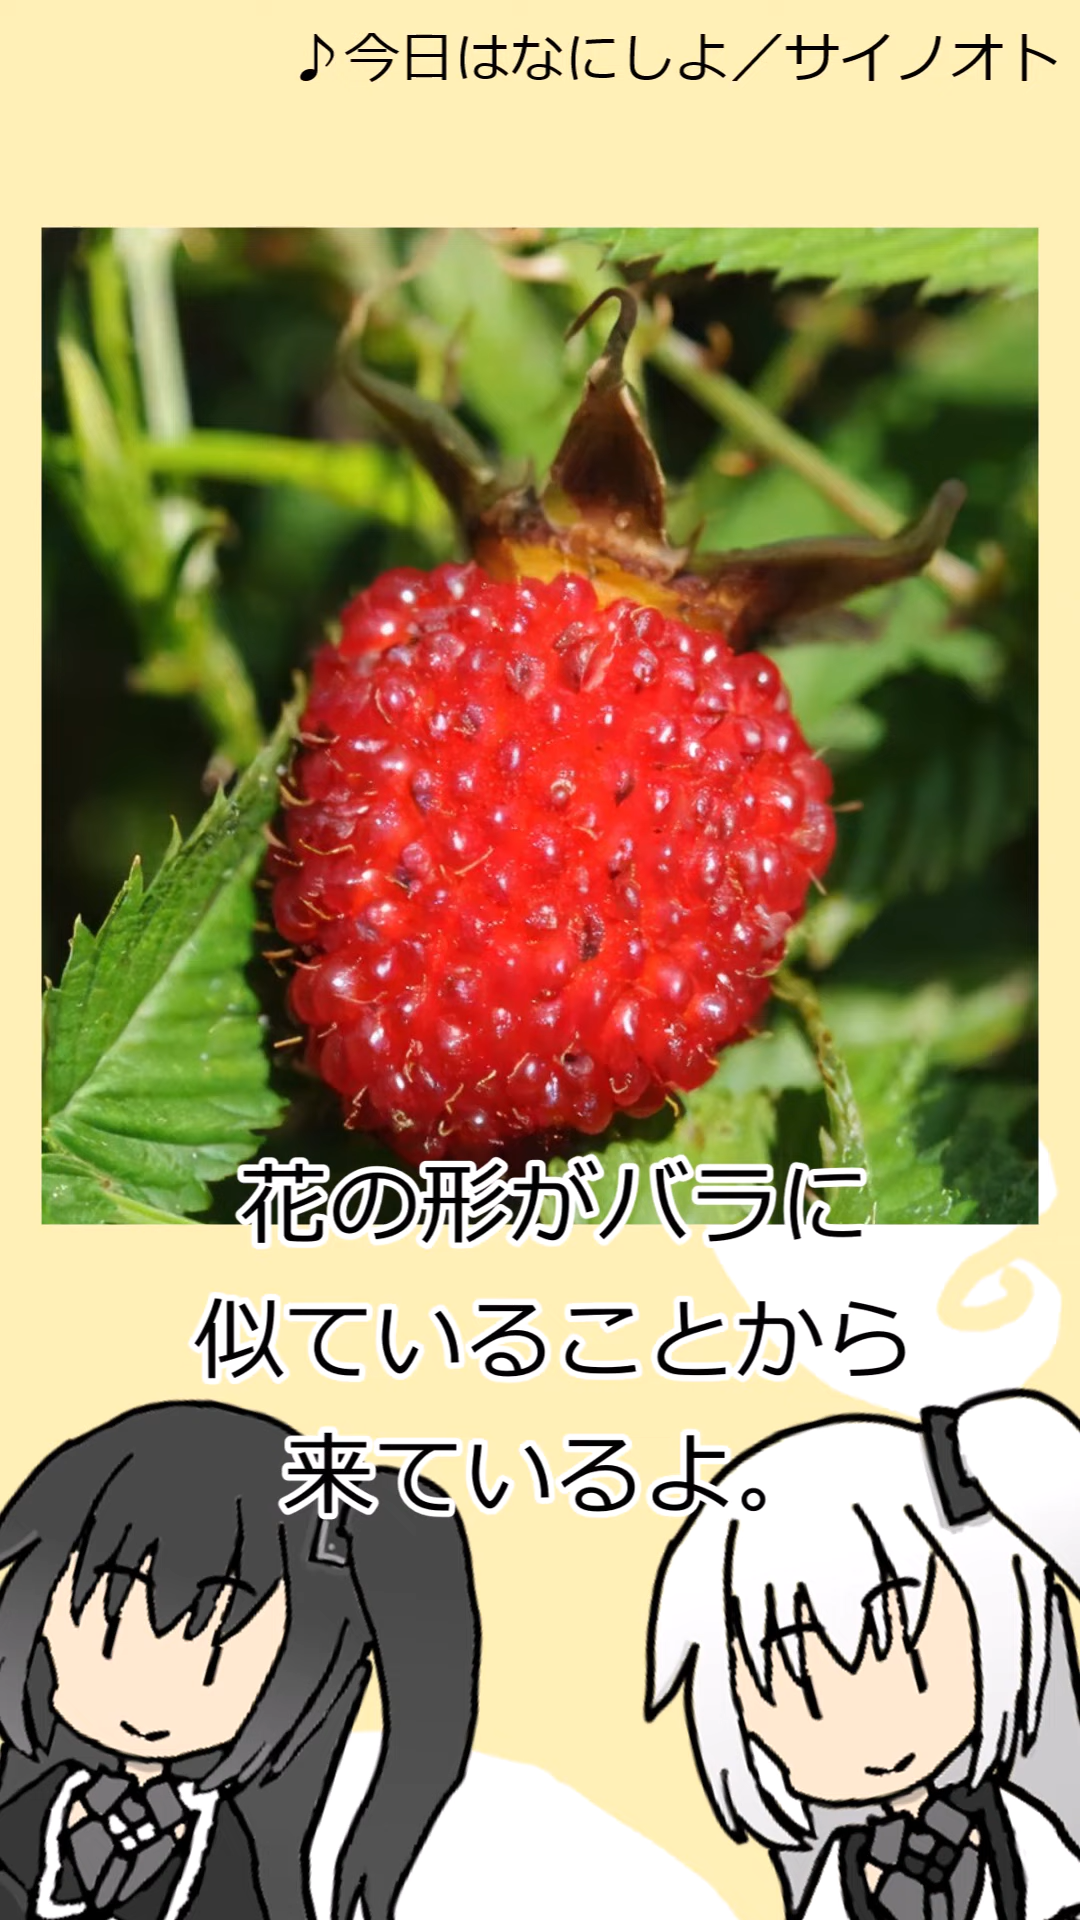 ♪今日はなにしよ／サイノオト
花の形がバラに
似ていることから
来ているよ。